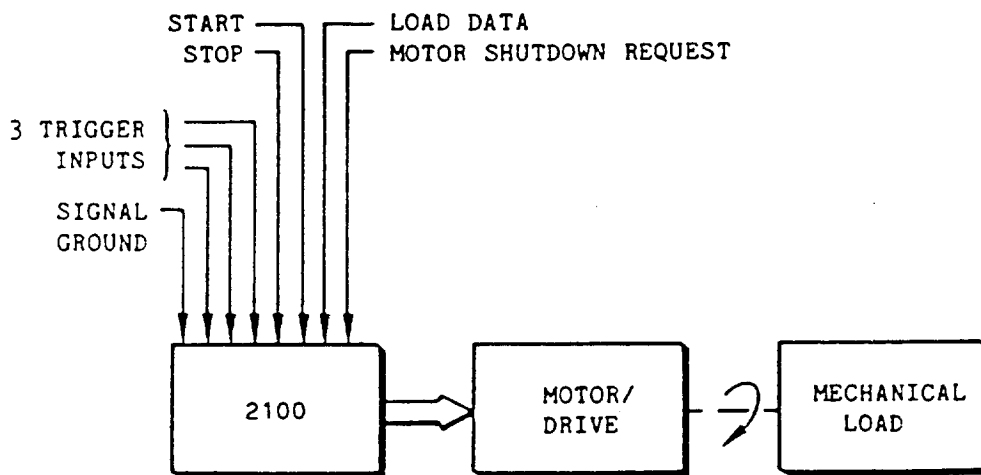 START
STOP
LOAD DATA
MOTOR SHUTDOWN REQUEST
3 TRIGGER
INPUTS
SIGNAL
GROUND
2100
MOTOR/
DRIVE
MECHANICAL
LOAD